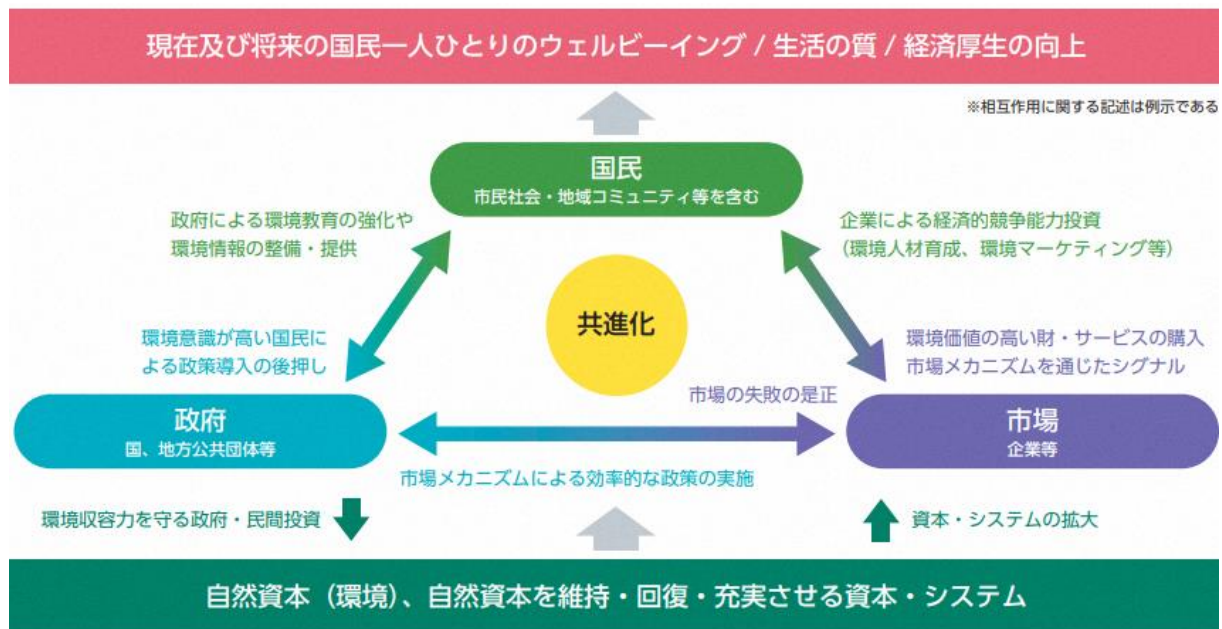 現在及び将来の国民一人ひとりのウェルビーイング / 生活の質 / 経済厚生の向上
※相互作用に関する記述は例示である
国民
市民社会・地域コミュニティ等を含む
政府による環境教育の強化や
環境情報の整備・提供
企業による経済的競争能力投資
（環境人材育成、環境マーケティング等）
共進化
環境意識が高い国民に
よる政策導入の後押し
環境価値の高い財・サービスの購入
市場メカニズムを通じたシグナル
市場の失敗の是正
政府
国、地方公共団体等
市場
企業等
市場メカニズムによる効率的な政策の実施
環境収容力を守る政府・民間投資
資本・システムの拡大
自然資本（環境）、自然資本を維持・回復・充実させる資本・システム